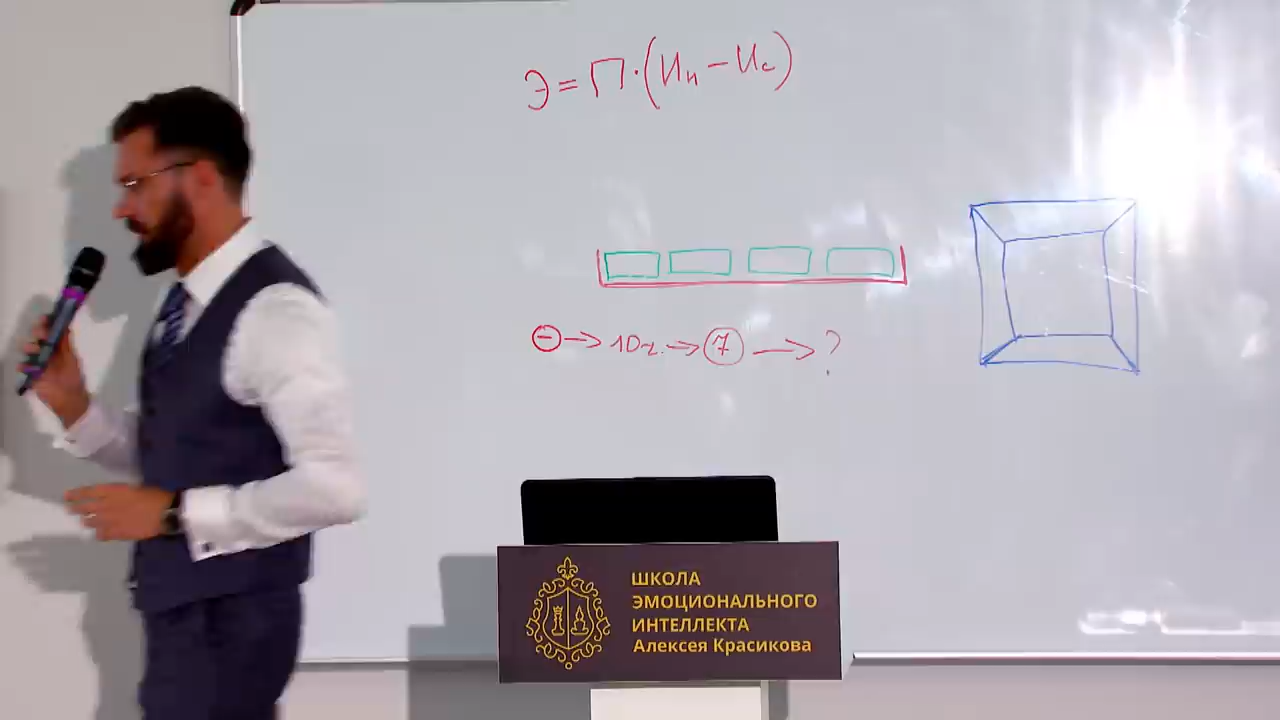 Э = П · (Ин - Ис)
⊖ → 10 ч. → 7 → ?
ШКОЛА
ЭМОЦИОНАЛЬНОГО
ИНТЕЛЛЕКТА
Алексея Красикова